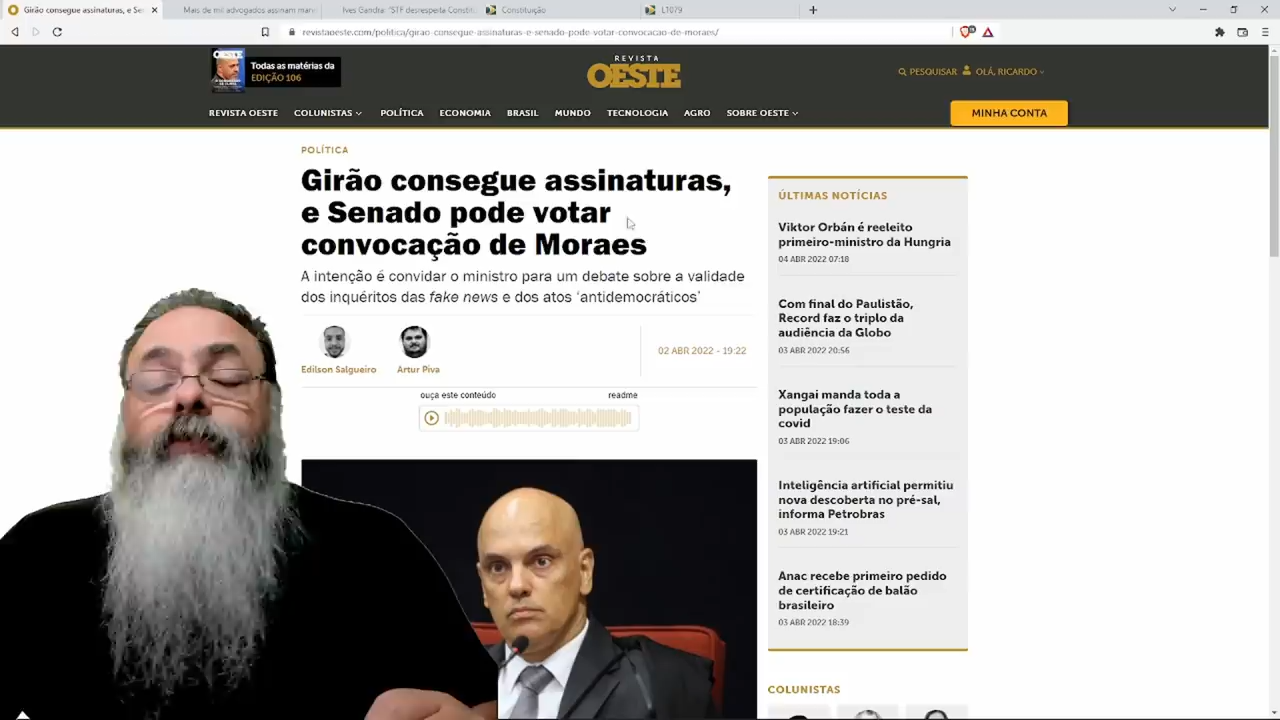 Girão consegue assinaturas, e Se
Mais de mil advogados assinam man
Ives Gandra: "STF desrespeita Constit
Constituição
L1079
revistaoeste.com/politica/girao-consegue-assinaturas-e-senado-pode-votar-convocacao-de-moraes/
OESTE
Todas as matérias da
EDIÇÃO 106
REVISTA
OESTE
PESQUISAR
OLÁ, RICARDO
REVISTA OESTE
COLUNISTAS
POLÍTICA
ECONOMIA
BRASIL
MUNDO
TECNOLOGIA
AGRO
SOBRE OESTE
MINHA CONTA
POLÍTICA
Girão consegue assinaturas,
e Senado pode votar
convocação de Moraes
A intenção é convidar o ministro para um debate sobre a validade
dos inquéritos das fake news e dos atos ‘antidemocráticos’
Edilson Salgueiro
Artur Piva
02 ABR 2022 - 19:22
ouça este conteúdo
readme
ÚLTIMAS NOTÍCIAS
Viktor Orbán é reeleito
primeiro-ministro da Hungria
04 ABR 2022 07:18
Com final do Paulistão,
Record faz o triplo da
audiência da Globo
03 ABR 2022 20:56
Xangai manda toda a
população fazer o teste da
covid
03 ABR 2022 19:06
Inteligência artificial permitiu
nova descoberta no pré-sal,
informa Petrobras
03 ABR 2022 19:21
Anac recebe primeiro pedido
de certificação de balão
brasileiro
03 ABR 2022 18:39
COLUNISTAS